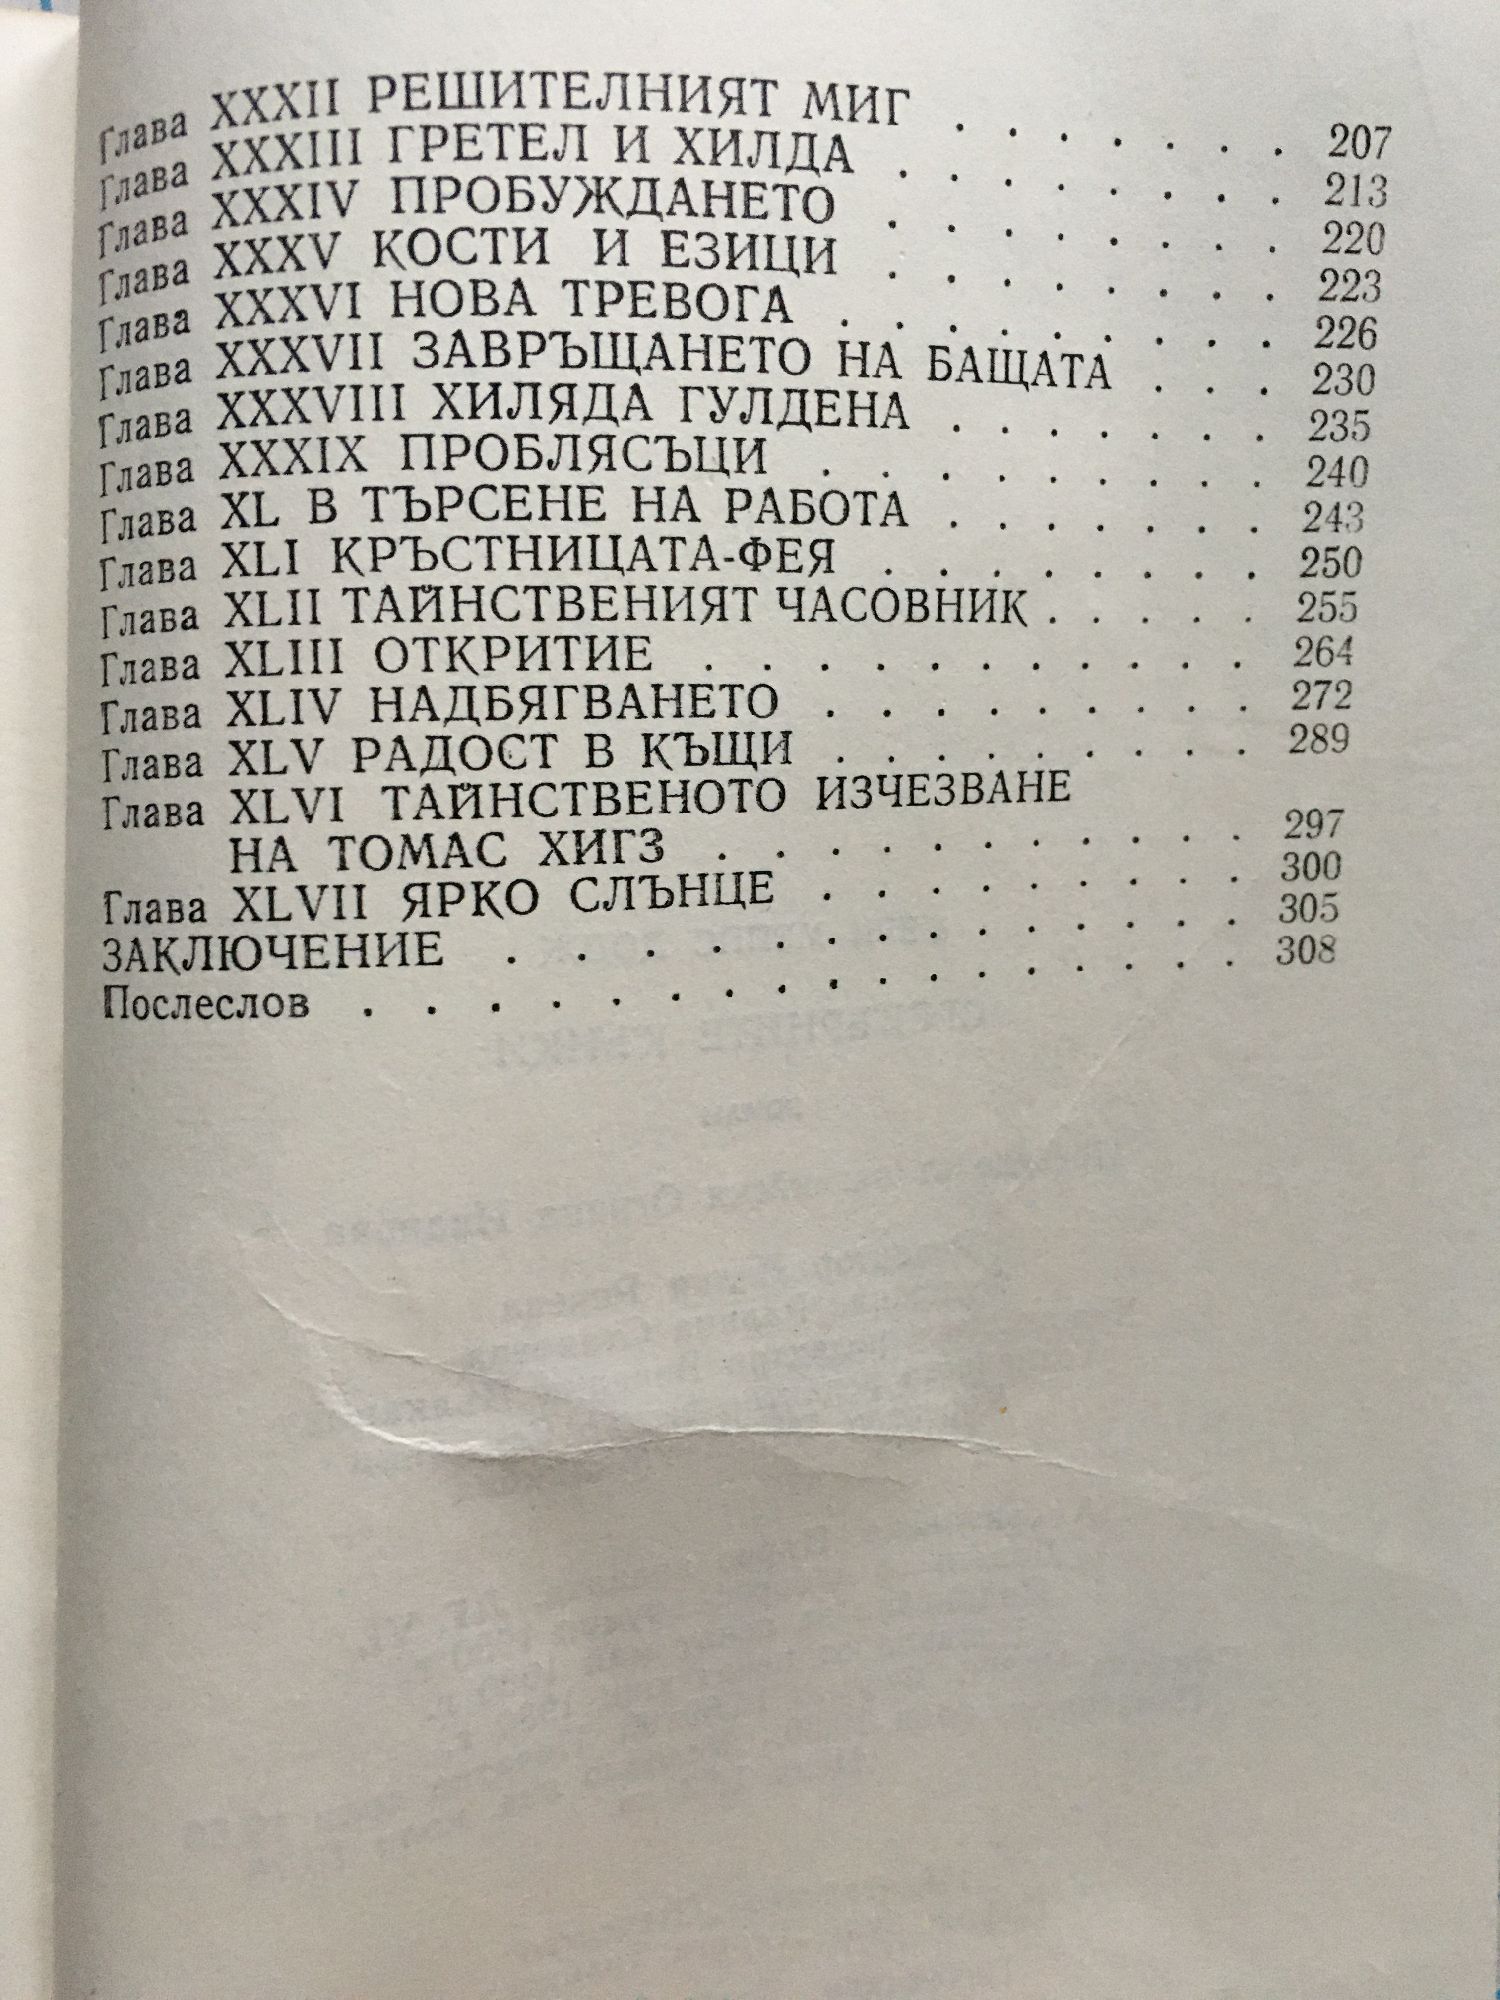 Глава XXXII РЕШИТЕЛНИЯТ МИГ . . . . . . . 207
Глава XXXIII ГРЕТЕЛ И ХИЛДА . . . . . . . . 213
Глава XXXIV ПРОБУЖДАНЕТО . . . . . . . . 220
Глава XXXV КОСТИ И ЕЗИЦИ . . . . . . . . 223
Глава XXXVI НОВА ТРЕВОГА . . . . . . . . . 226
Глава XXXVII ЗАВРЪЩАНЕТО НА БАЩАТА . . . 230
Глава XXXVIII ХИЛЯДА ГУЛДЕНА . . . . . . . 235
Глава XXXIX ПРОБЛЯСЪЦИ . . . . . . . . . 240
Глава XL В ТЪРСЕНЕ НА РАБОТА . . . . . . . 243
Глава XLI КРЪСТНИЦАТА-ФЕЯ . . . . . . . . 250
Глава XLII ТАЙНСТВЕНИЯТ ЧАСОВНИК . . . . . 255
Глава XLIII ОТКРИТИЕ . . . . . . . . . . . 264
Глава XLIV НАДБЯГВАНЕТО . . . . . . . . . 272
Глава XLV РАДОСТ В КЪЩИ . . . . . . . . . 289
Глава XLVI ТАЙНСТВЕНОТО ИЗЧЕЗВАНЕ
НА ТОМАС ХИГЗ . . . . . . . . . . 297
Глава XLVII ЯРКО СЛЪНЦЕ . . . . . . . . . 300
ЗАКЛЮЧЕНИЕ . . . . . . . . . . . . . 305
Послеслов . . . . . . . . . . . . . . . 308